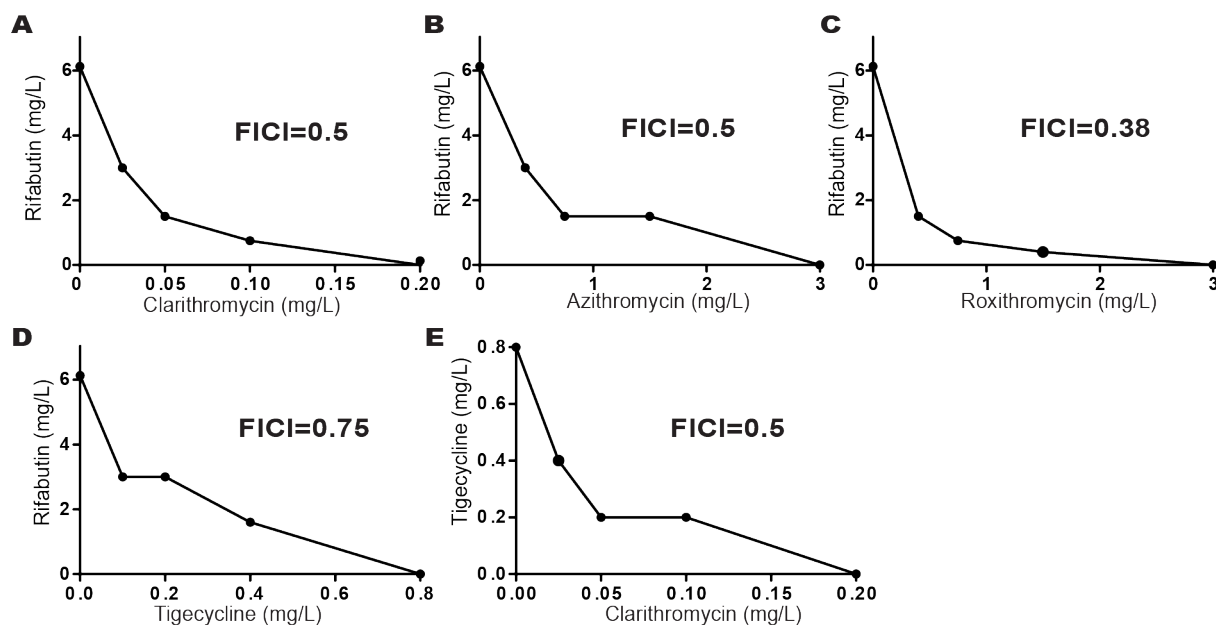 A
Rifabutin (mg/L)
6
4
2
0
FICI=0.5
0 0.05 0.10 0.15 0.20
Clarithromycin (mg/L)
B
Rifabutin (mg/L)
6
4
2
0
FICI=0.5
0 1 2 3
Azithromycin (mg/L)
C
Rifabutin (mg/L)
6
4
2
0
FICI=0.38
0 1 2 3
Roxithromycin (mg/L)
D
Rifabutin (mg/L)
6
4
2
0
FICI=0.75
0.0 0.2 0.4 0.6 0.8
Tigecycline (mg/L)
E
Tigecycline (mg/L)
0.8
0.6
0.4
0.2
0.0
FICI=0.5
0.00 0.05 0.10 0.15 0.20
Clarithromycin (mg/L)